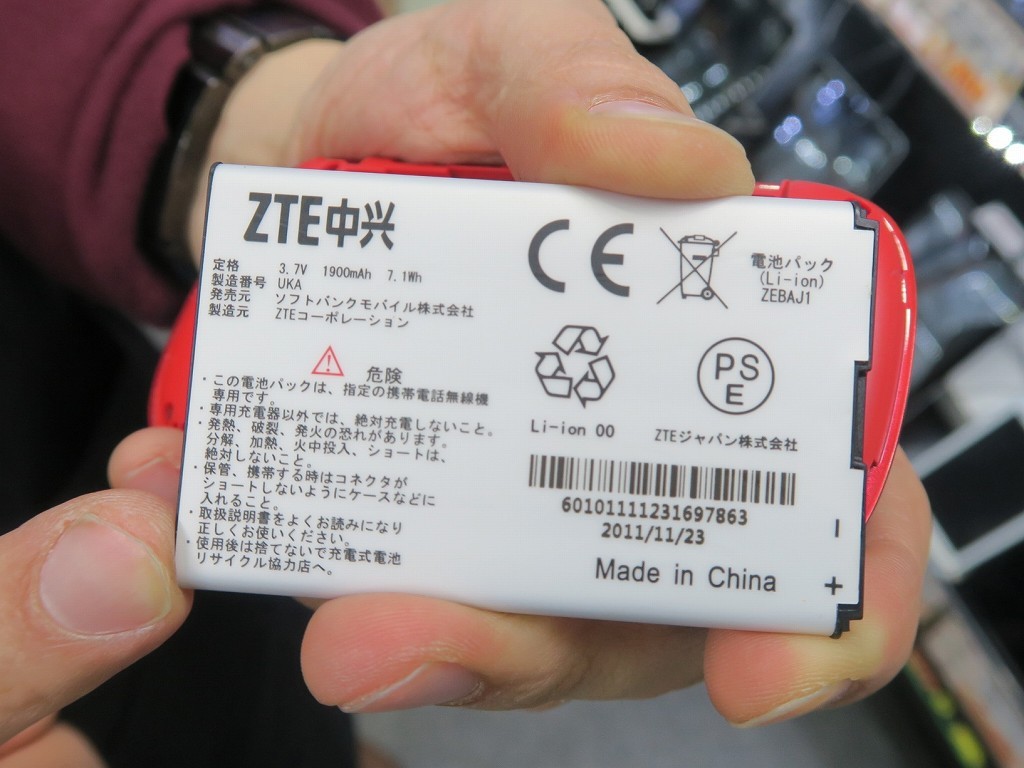 ZTE中兴
定格 3.7V 1900mAh 7.1Wh
製造番号 UKA
発売元 ソフトバンクモバイル株式会社
製造元 ZTEコーポレーション
危険
・この電池パックは、指定の携帯電話無線機
専用です。
・専用充電器以外では、絶対充電しないこと。
・発熱、破裂、発火の恐れがあります。
分解、加熱、火中投入、ショートは、
絶対しないこと。
・保管、携帯する時はコネクタが
ショートしないようにケースなどに
入れること。
・取扱説明書をよくお読みになり
正しくお使いください。
・使用後は捨てないで充電式電池
リサイクル協力店へ。
CE
電池パック
(Li-ion)
ZEBAJ1
Li-ion 00
PS
E
ZTEジャパン株式会社
60101111231697863
2011/11/23
Made in China
-
+